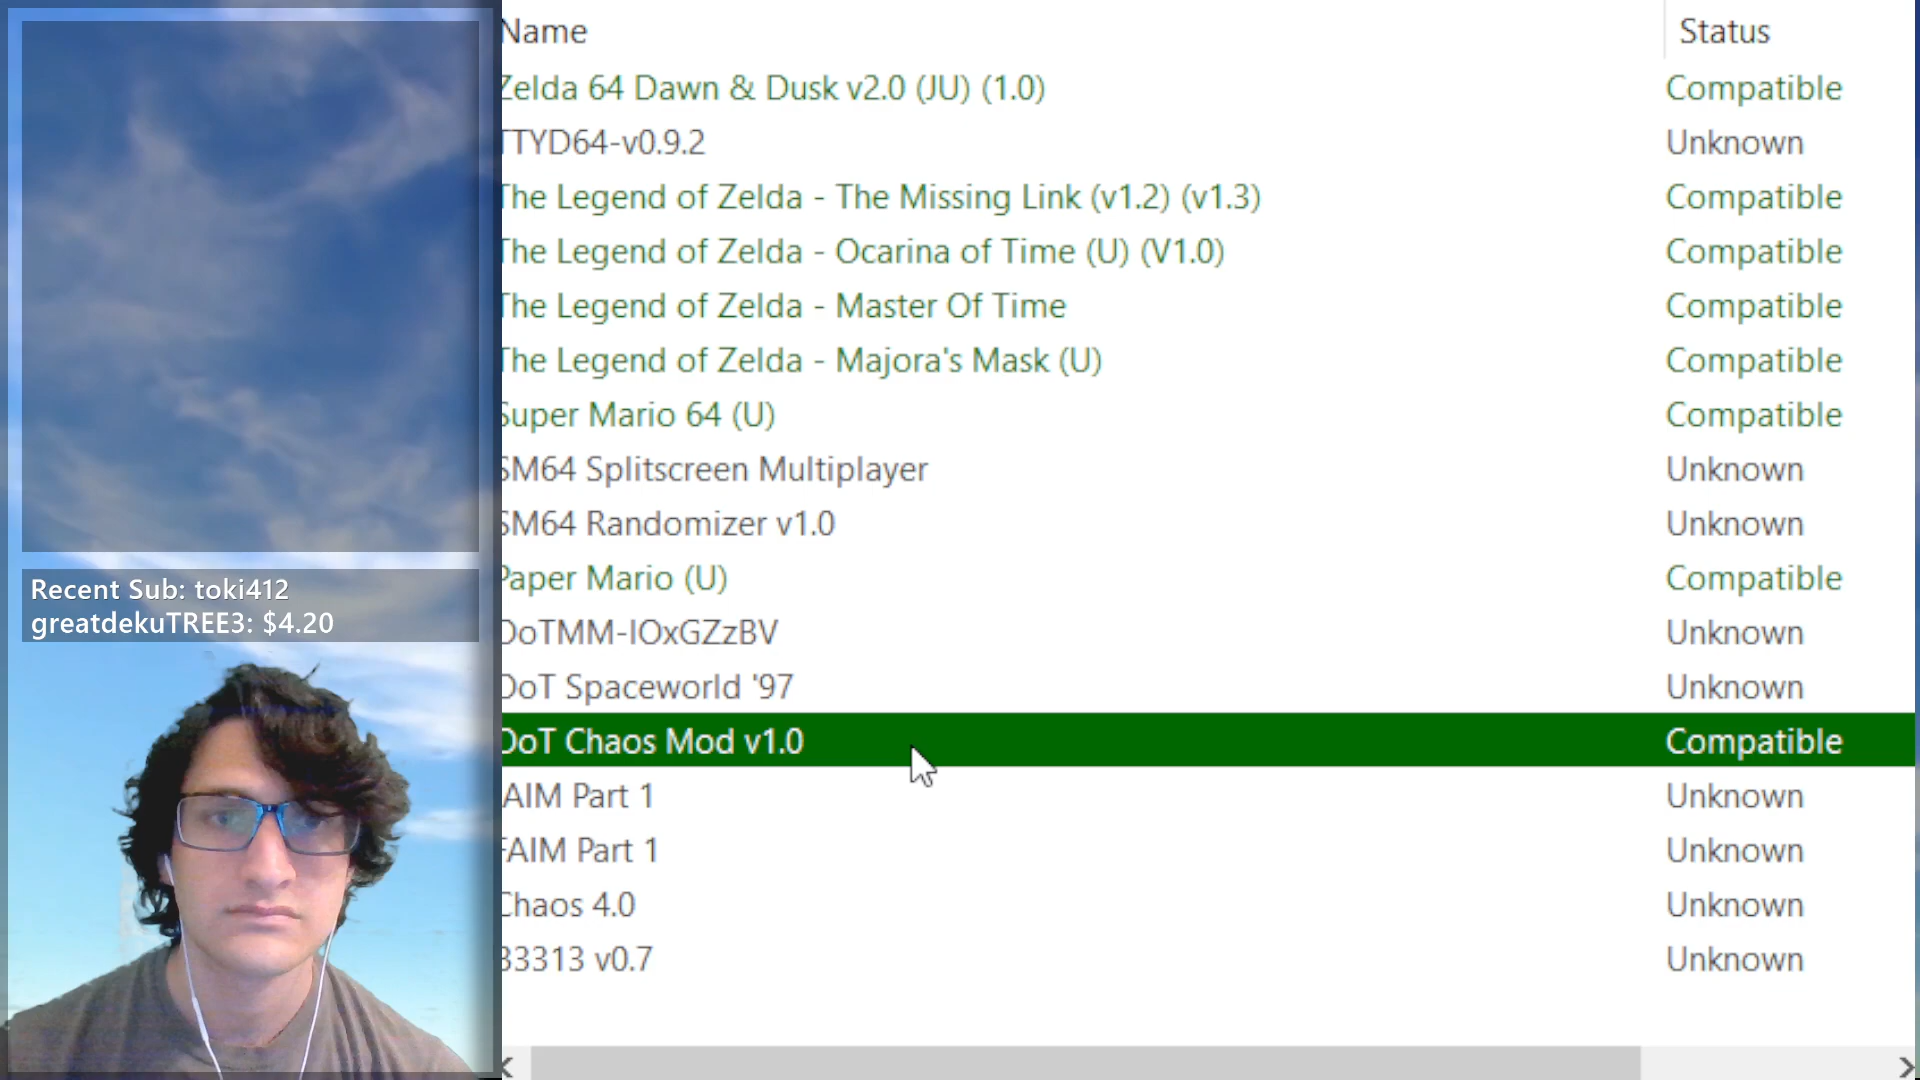 Name Status
Zelda 64 Dawn & Dusk v2.0 (JU) (1.0) Compatible
TTYD64-v0.9.2 Unknown
The Legend of Zelda - The Missing Link (v1.2) (v1.3) Compatible
The Legend of Zelda - Ocarina of Time (U) (V1.0) Compatible
The Legend of Zelda - Master Of Time Compatible
The Legend of Zelda - Majora's Mask (U) Compatible
Super Mario 64 (U) Compatible
SM64 Splitscreen Multiplayer Unknown
SM64 Randomizer v1.0 Unknown
Paper Mario (U) Compatible
OoTMM-IOxGZzBV Unknown
OoT Spaceworld '97 Unknown
OoT Chaos Mod v1.0 Compatible
AIM Part 1 Unknown
FAIM Part 1 Unknown
Chaos 4.0 Unknown
B3313 v0.7 Unknown
Recent Sub: toki412
greatdekuTREE3: $4.20